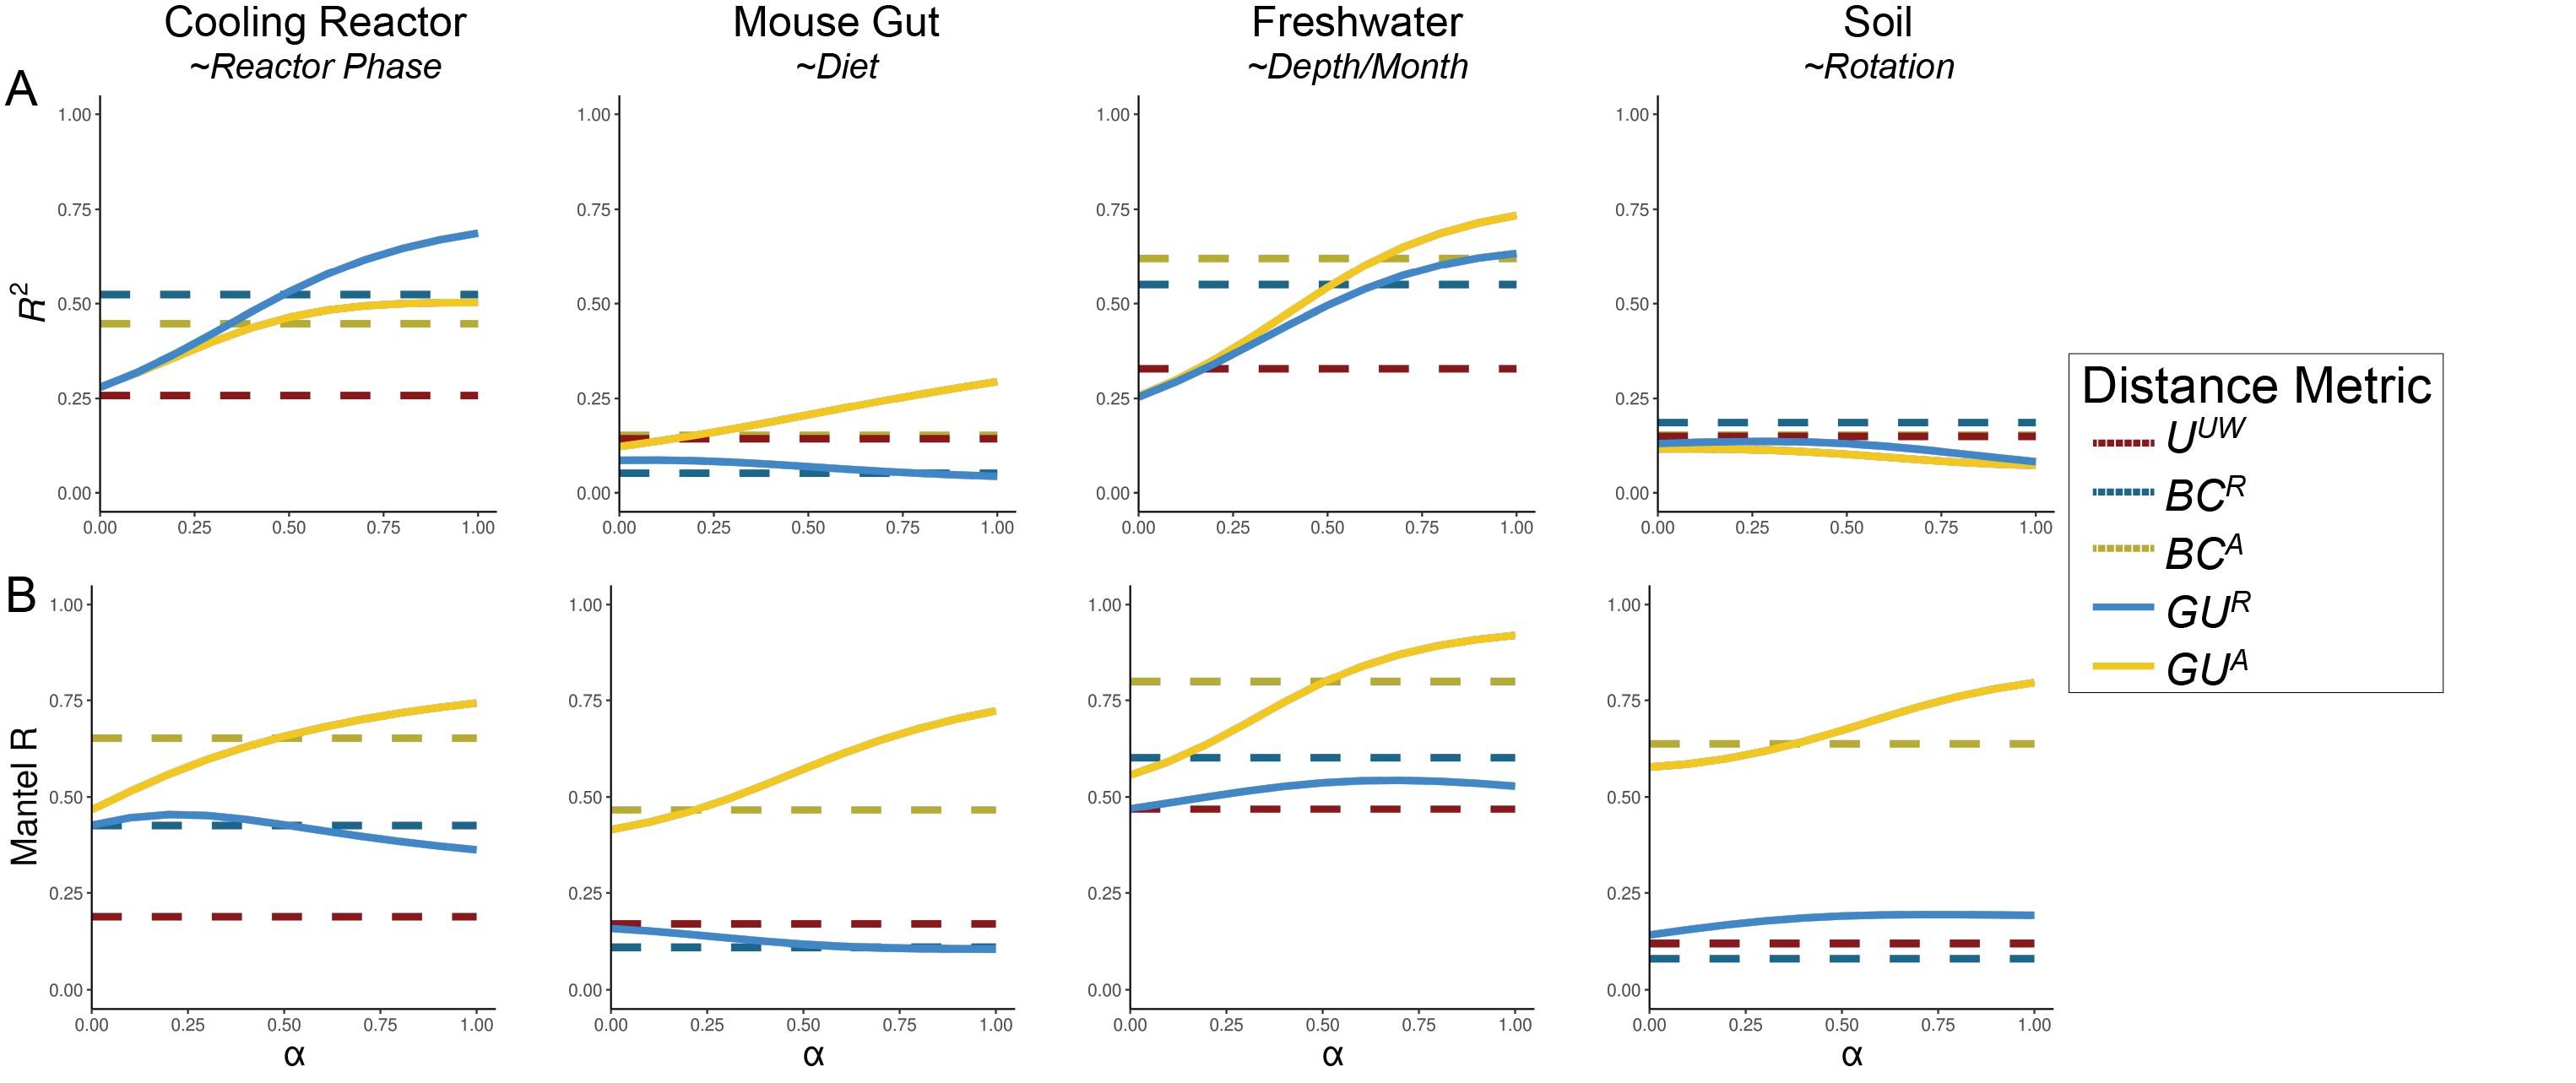 Cooling Reactor Mouse Gut Freshwater Soil
~Reactor Phase ~Diet ~Depth/Month ~Rotation
A
1.00 1.00 1.00 1.00
0.75 0.75 0.75 0.75
R²
0.50 0.50 0.50 0.50
0.25 0.25 0.25 0.25
0.00 0.00 0.00 0.00
0.00 0.25 0.50 0.75 1.00 0.00 0.25 0.50 0.75 1.00 0.00 0.25 0.50 0.75 1.00 0.00 0.25 0.50 0.75 1.00
Distance Metric
U^UW
BC^R
BC^A
GU^R
GU^A
B
1.00 1.00 1.00 1.00
0.75 0.75 0.75 0.75
Mantel R
0.50 0.50 0.50 0.50
0.25 0.25 0.25 0.25
0.00 0.00 0.00 0.00
0.00 0.25 0.50 0.75 1.00 0.00 0.25 0.50 0.75 1.00 0.00 0.25 0.50 0.75 1.00 0.00 0.25 0.50 0.75 1.00
α α α α